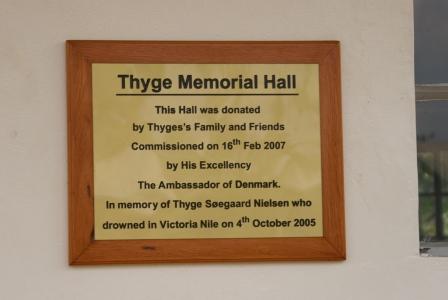 Thyge Memorial Hall
This Hall was donated
by Thyges's Family and Friends
Commissioned on 16th Feb 2007
by His Excellency
The Ambassador of Denmark.
In memory of Thyge Søegaard Nielsen who
drowned in Victoria Nile on 4th October 2005